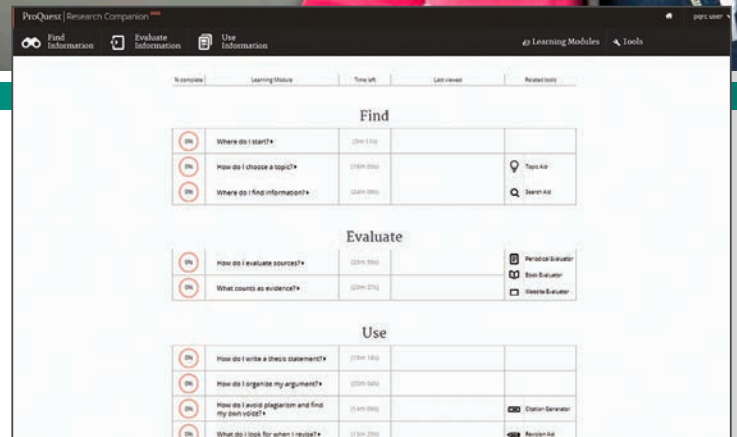 ProQuest | Research Companion
pqrc user
Find Information
Evaluate Information
Use Information
Learning Modules
Tools
% complete
Learning Module
Time left
Last viewed
Related tools
Find
0% Where do I start?
0% How do I choose a topic? Topic Aid
0% Where do I find information? Search Aid
Evaluate
0% How do I evaluate sources? Periodical Evaluator
Book Evaluator
0% What counts as evidence? Website Evaluator
Use
0% How do I write a thesis statement?
0% How do I organize my argument?
0% How do I avoid plagiarism and find
my own voice? Citation Generator
0% What do I look for when I revise? Revision Aid